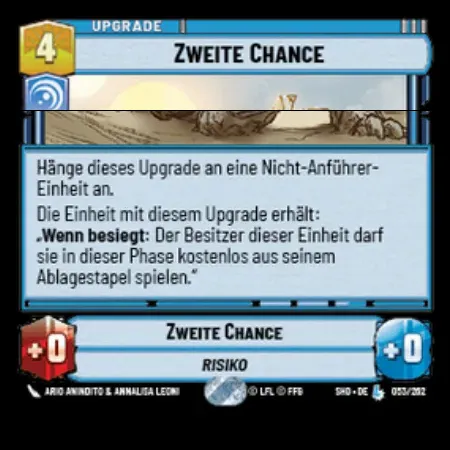 UPGRADE
4
ZWEITE CHANCE
Hänge dieses Upgrade an eine Nicht-Anführer-
Einheit an.
Die Einheit mit diesem Upgrade erhält:
„Wenn besiegt: Der Besitzer dieser Einheit darf
sie in dieser Phase kostenlos aus seinem
Ablagestapel spielen.“
+0
ZWEITE CHANCE
+0
RISIKO
ARIO ANINDITO & ANNALISA LEONI
© LFL © FFG
SHD • DE
053/262